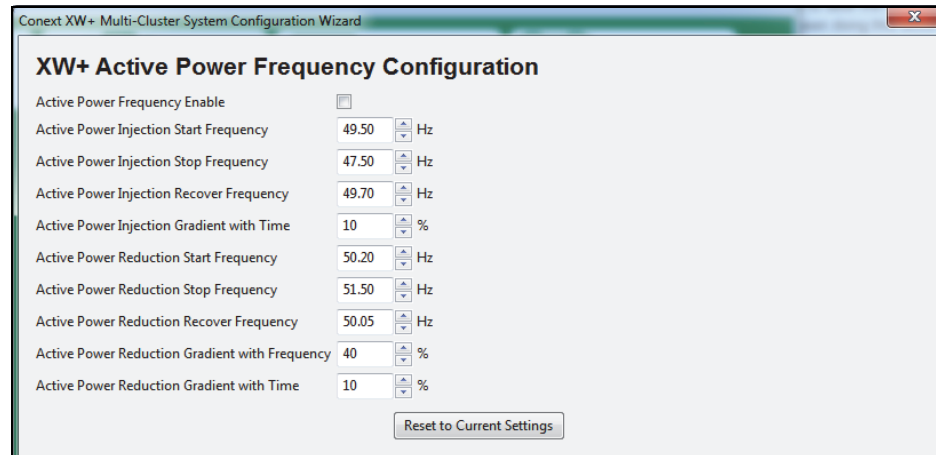 Conext XW+ Multi-Cluster System Configuration Wizard
XW+ Active Power Frequency Configuration
Active Power Frequency Enable
Active Power Injection Start Frequency 49.50 Hz
Active Power Injection Stop Frequency 47.50 Hz
Active Power Injection Recover Frequency 49.70 Hz
Active Power Injection Gradient with Time 10 %
Active Power Reduction Start Frequency 50.20 Hz
Active Power Reduction Stop Frequency 51.50 Hz
Active Power Reduction Recover Frequency 50.05 Hz
Active Power Reduction Gradient with Frequency 40 %
Active Power Reduction Gradient with Time 10 %
Reset to Current Settings